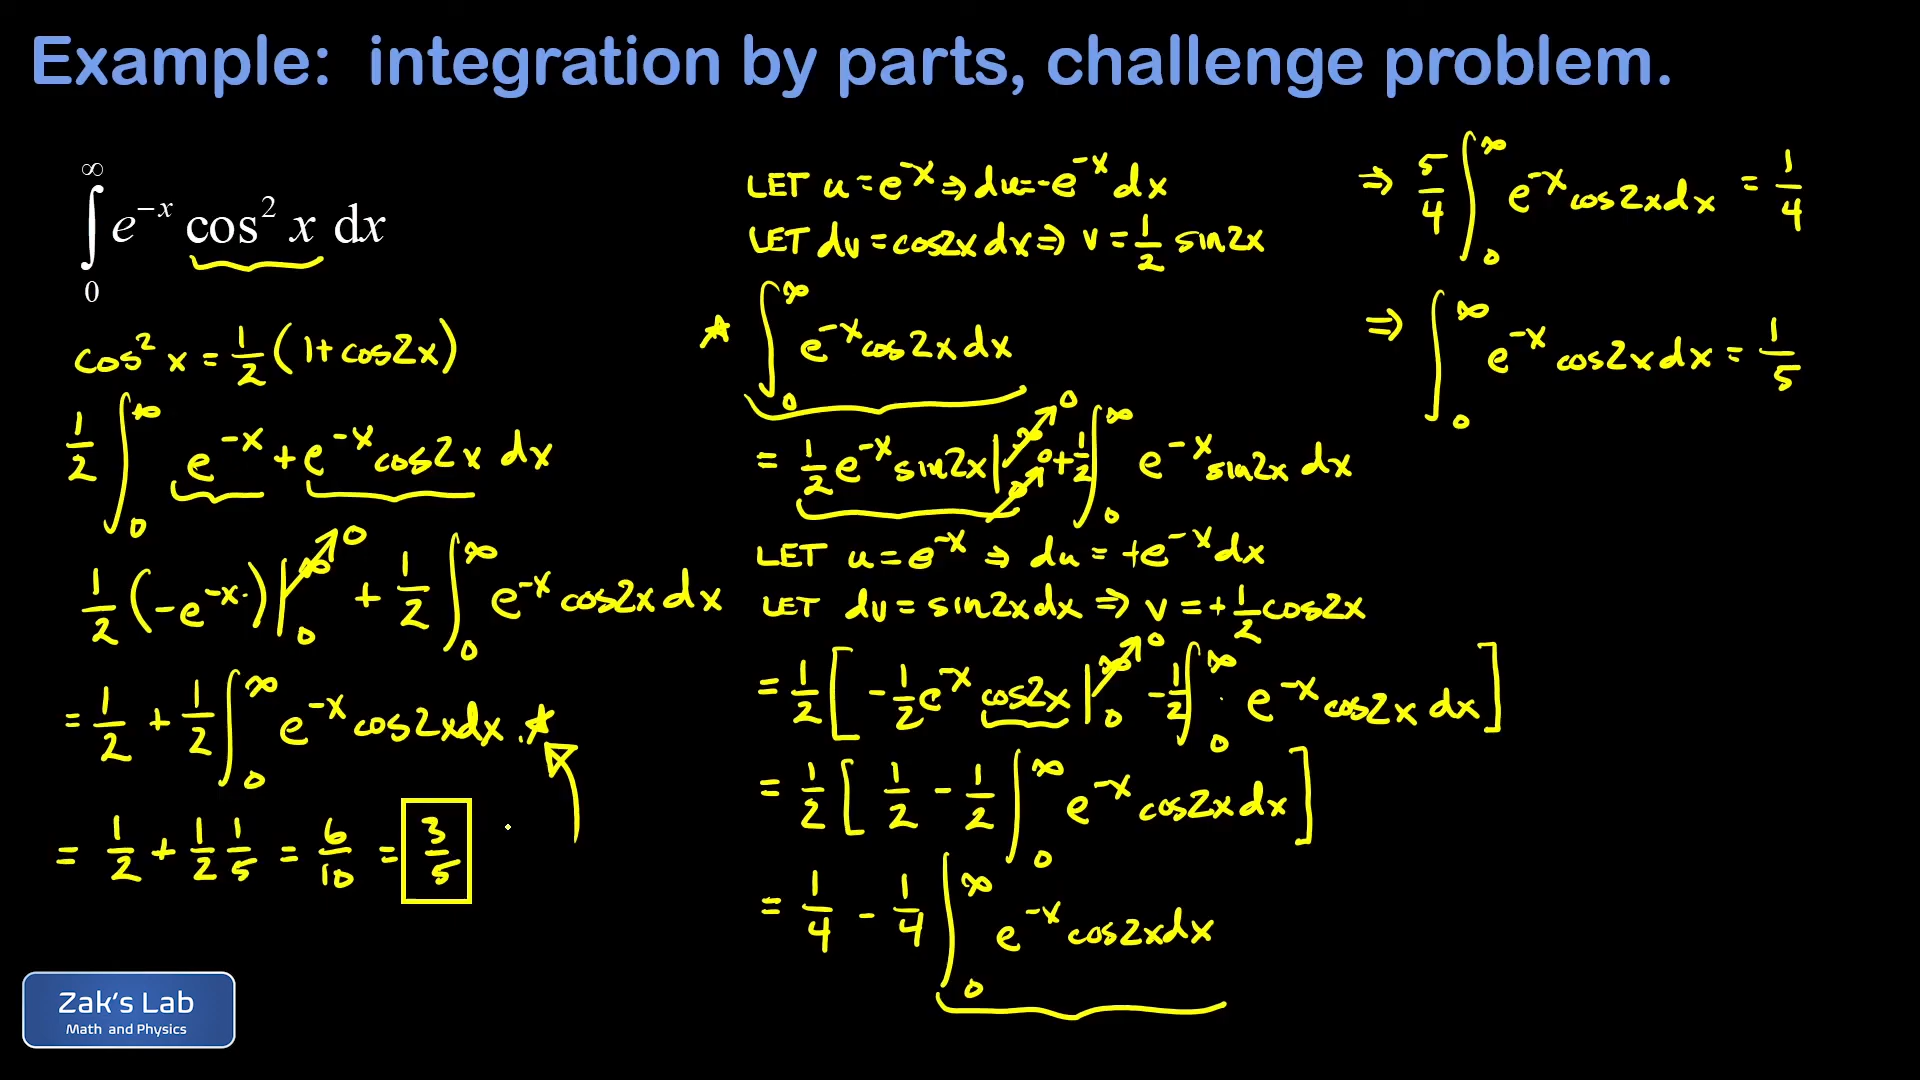 Example: integration by parts, challenge problem.
∫₀^∞ e^{-x} cos² x dx
cos² x = 1/2 (1 + cos2x)
1/2 ∫₀^∞ e^{-x} + e^{-x} cos2x dx
1/2 (-e^{-x}) |₀^∞ → 0 + 1/2 ∫₀^∞ e^{-x} cos2x dx
= 1/2 + 1/2 ∫₀^∞ e^{-x} cos2x dx . ★
= 1/2 + 1/2 1/5 = 6/10 = 3/5
LET u = e^{-x} ⇒ du = -e^{-x} dx
LET dv = cos2x dx ⇒ v = 1/2 sin2x
★ ∫₀^∞ e^{-x} cos2x dx
= 1/2 e^{-x} sin2x |₀^∞ → 0 → 0 + 1/2 ∫₀^∞ e^{-x} sin2x dx
LET u = e^{-x} ⇒ du = +e^{-x} dx
LET dv = sin2x dx ⇒ v = +1/2 cos2x
= 1/2 [ -1/2 e^{-x} cos2x |₀^∞ → 0 - 1/2 ∫₀^∞ e^{-x} cos2x dx ]
= 1/2 [ 1/2 - 1/2 ∫₀^∞ e^{-x} cos2x dx ]
= 1/4 - 1/4 ∫₀^∞ e^{-x} cos2x dx
⇒ 5/4 ∫₀^∞ e^{-x} cos2x dx = 1/4
⇒ ∫₀^∞ e^{-x} cos2x dx = 1/5
Zak's Lab
Math and Physics